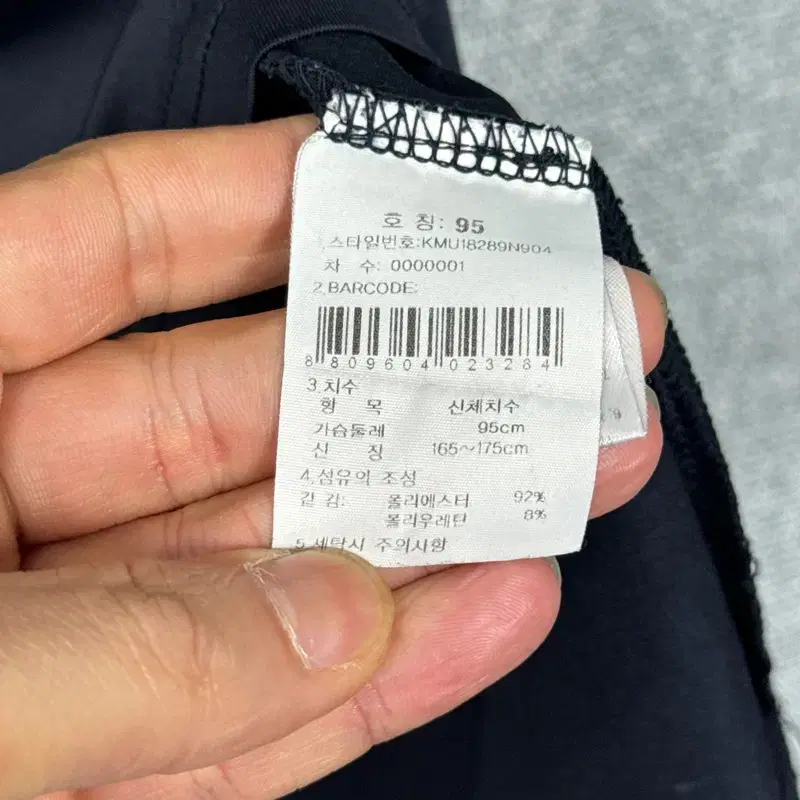 호 칭: 95
1.스타일번호:KMU18289N904
차 수: 0000001
2.BARCODE:
8 809604 023284
3.치수
항 목 신체치수
가슴둘레 95cm
신 장 165~175cm
4.섬유의 조성
겉 감: 폴리에스터 92%
폴리우레탄 8%
5.세탁시 주의사항